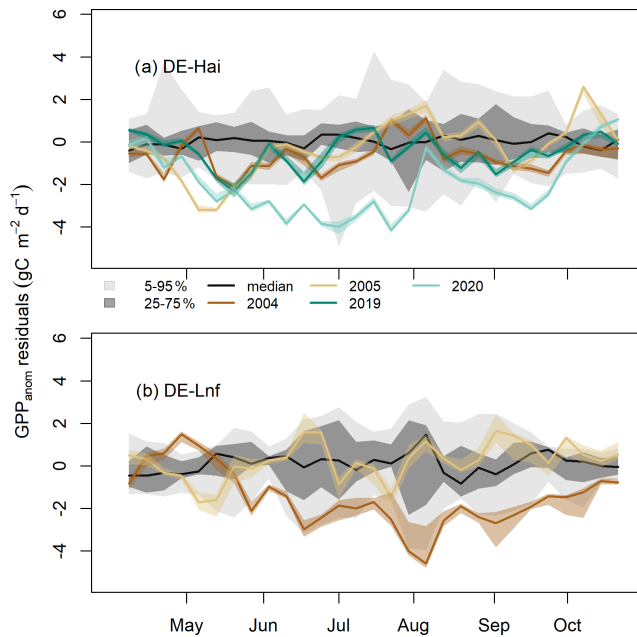 6
4
(a) DE-Hai
2
0
-2
-4
5-95 % median 2005 2020
25-75 % 2004 2019
GPPanom residuals (gC m−2 d−1)
6
4
(b) DE-Lnf
2
0
-2
-4
May Jun Jul Aug Sep Oct